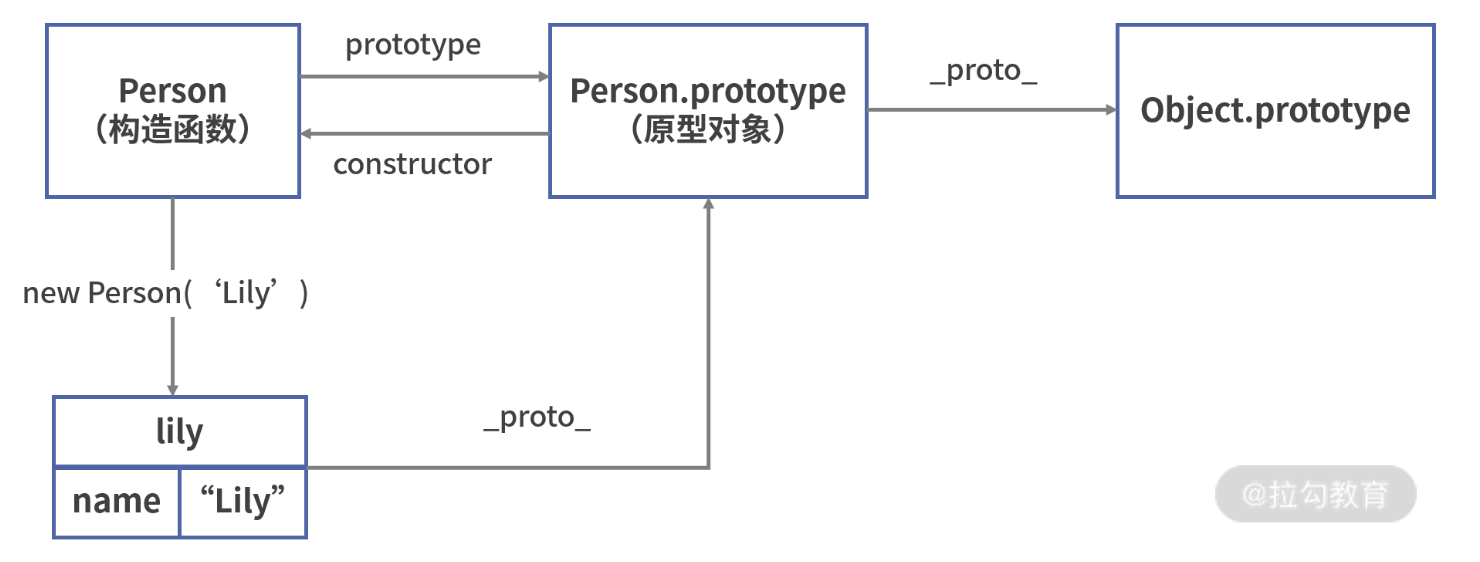 prototype
_proto_
Person
（构造函数）
Person.prototype
（原型对象）
Object.prototype
constructor
new Person(‘Lily’)
_proto_
lily
name
“Lily”
@拉勾教育